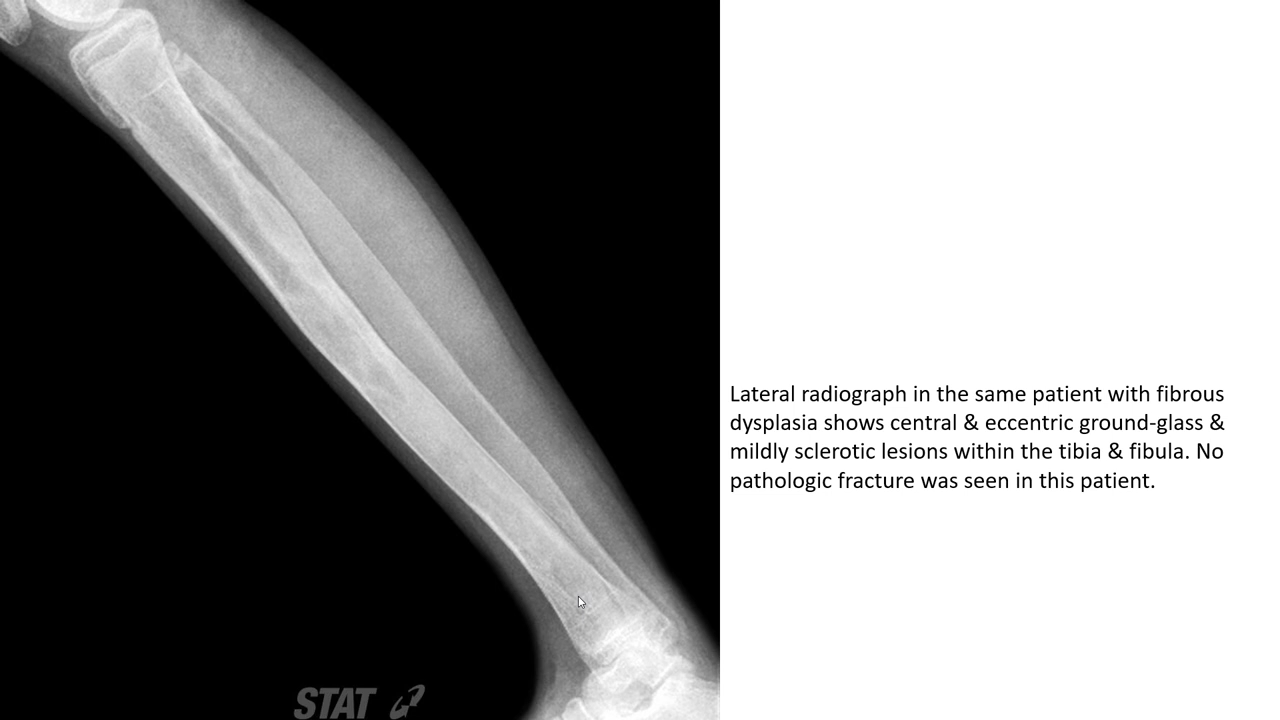 Lateral radiograph in the same patient with fibrous
dysplasia shows central & eccentric ground-glass &
mildly sclerotic lesions within the tibia & fibula. No
pathologic fracture was seen in this patient.
STAT